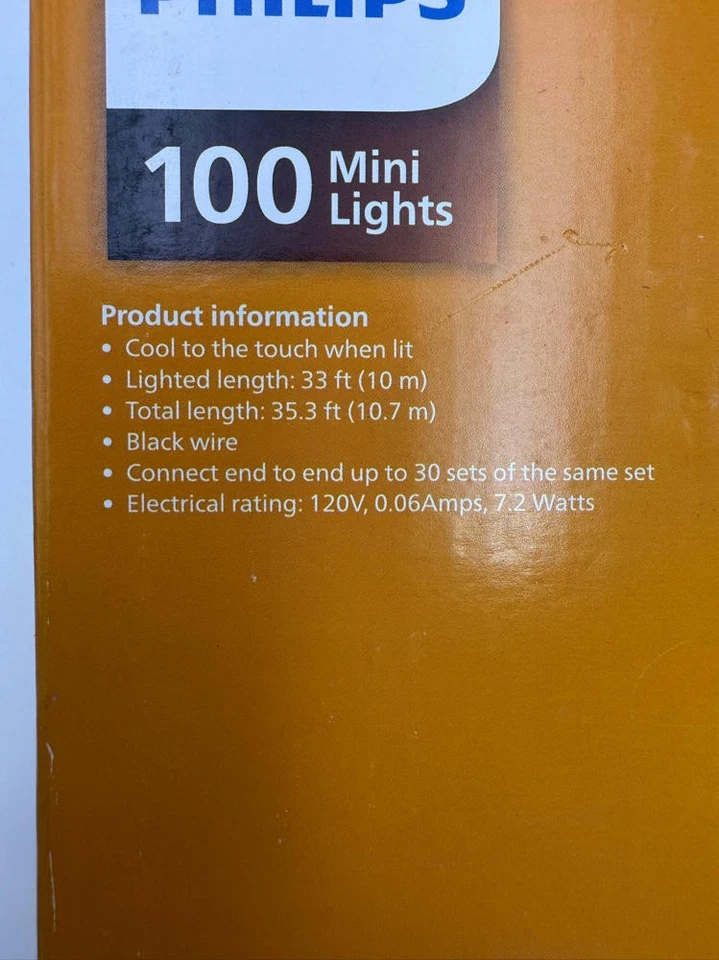 PHILIPS
100 Mini
Lights
Product information
• Cool to the touch when lit
• Lighted length: 33 ft (10 m)
• Total length: 35.3 ft (10.7 m)
• Black wire
• Connect end to end up to 30 sets of the same set
• Electrical rating: 120V, 0.06Amps, 7.2 Watts